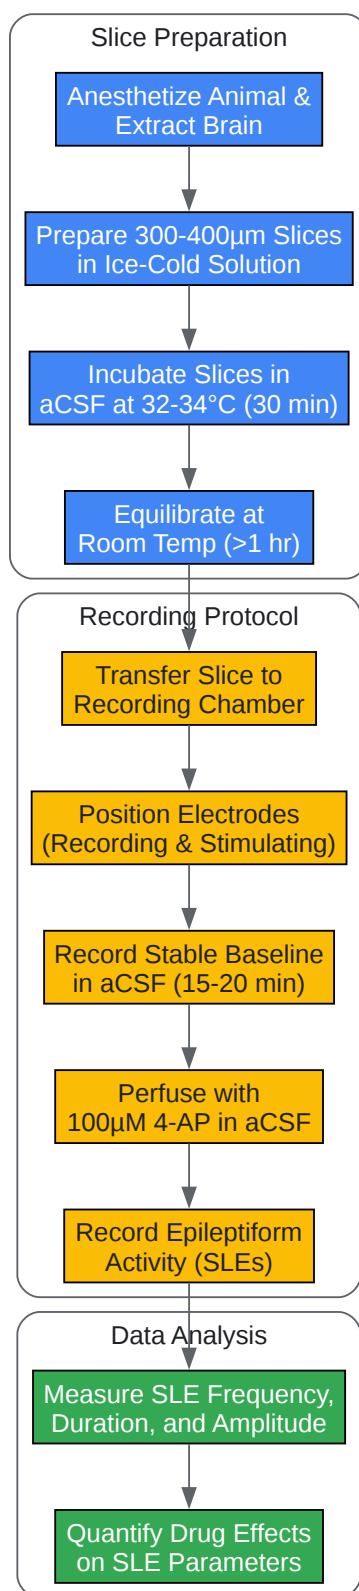 Slice Preparation
Anesthetize Animal &
Extract Brain
Prepare 300-400µm Slices
in Ice-Cold Solution
Incubate Slices in
aCSF at 32-34°C (30 min)
Equilibrate at
Room Temp (>1 hr)
Recording Protocol
Transfer Slice to
Recording Chamber
Position Electrodes
(Recording & Stimulating)
Record Stable Baseline
in aCSF (15-20 min)
Perfuse with
100µM 4-AP in aCSF
Record Epileptiform
Activity (SLEs)
Data Analysis
Measure SLE Frequency,
Duration, and Amplitude
Quantify Drug Effects
on SLE Parameters